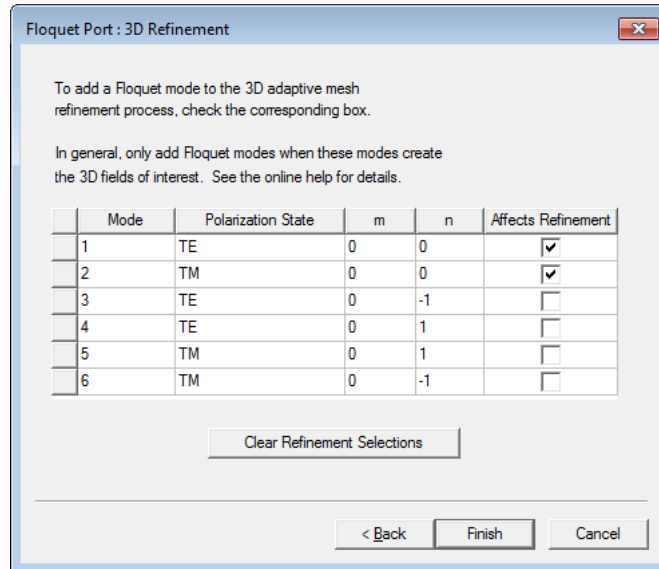 Floquet Port : 3D Refinement
To add a Floquet mode to the 3D adaptive mesh
refinement process, check the corresponding box.
In general, only add Floquet modes when these modes create
the 3D fields of interest. See the online help for details.
Mode Polarization State m n Affects Refinement
1 TE 0 0
2 TM 0 0
3 TE 0 -1
4 TE 0 1
5 TM 0 1
6 TM 0 -1
Clear Refinement Selections
< Back Finish Cancel